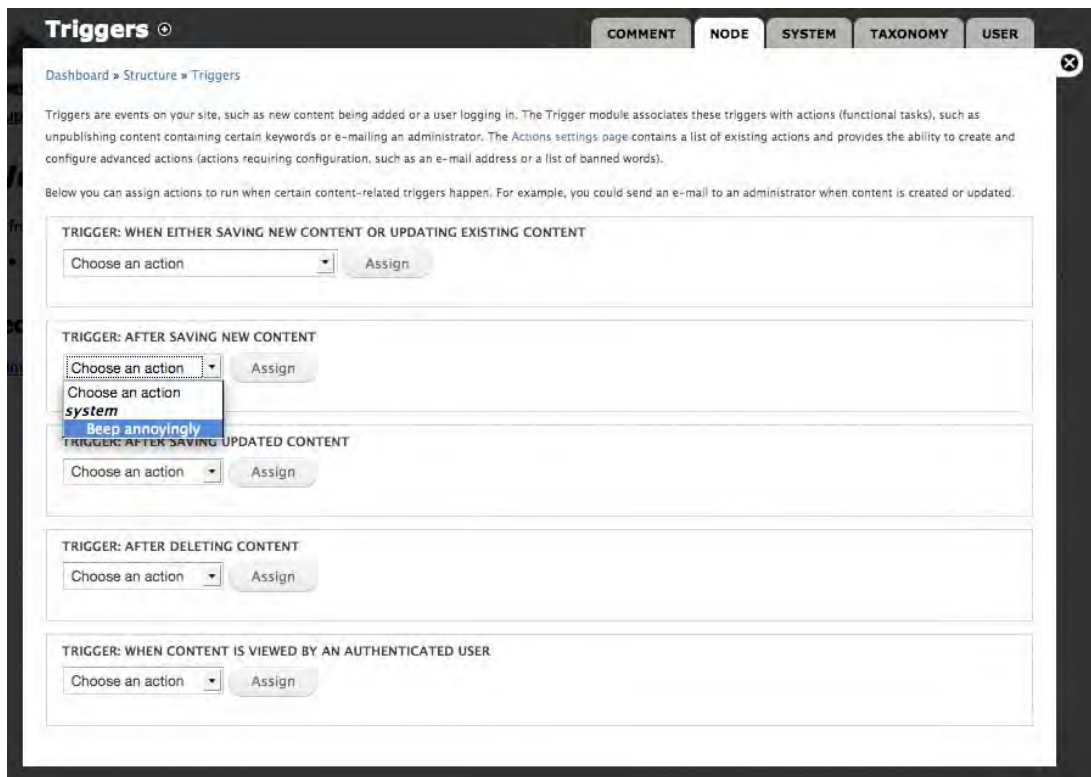 Triggers
COMMENT NODE SYSTEM TAXONOMY USER
Dashboard » Structure » Triggers
Triggers are events on your site, such as new content being added or a user logging in. The Trigger module associates these triggers with actions (functional tasks), such as
unpublishing content containing certain keywords or e-mailing an administrator. The Actions settings page contains a list of existing actions and provides the ability to create and
configure advanced actions (actions requiring configuration, such as an e-mail address or a list of banned words).
Below you can assign actions to run when certain content-related triggers happen. For example, you could send an e-mail to an administrator when content is created or updated.
TRIGGER: WHEN EITHER SAVING NEW CONTENT OR UPDATING EXISTING CONTENT
Choose an action Assign
TRIGGER: AFTER SAVING NEW CONTENT
Choose an action Assign
Choose an action
system
Beep annoyingly
TRIGGER: AFTER SAVING UPDATED CONTENT
Choose an action Assign
TRIGGER: AFTER DELETING CONTENT
Choose an action Assign
TRIGGER: WHEN CONTENT IS VIEWED BY AN AUTHENTICATED USER
Choose an action Assign